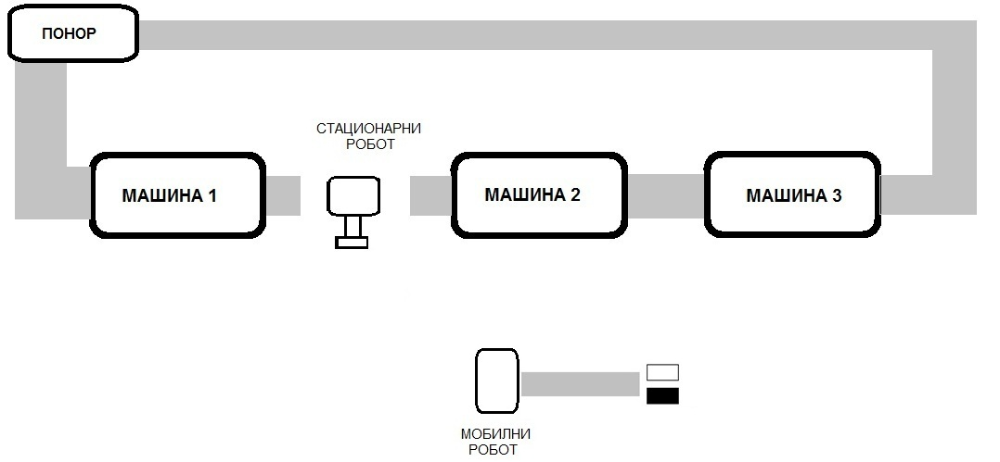 ПОНОР
СТАЦИОНАРНИ
РОБОТ
МАШИНА 1
МАШИНА 2
МАШИНА 3
МОБИЛНИ
РОБОТ